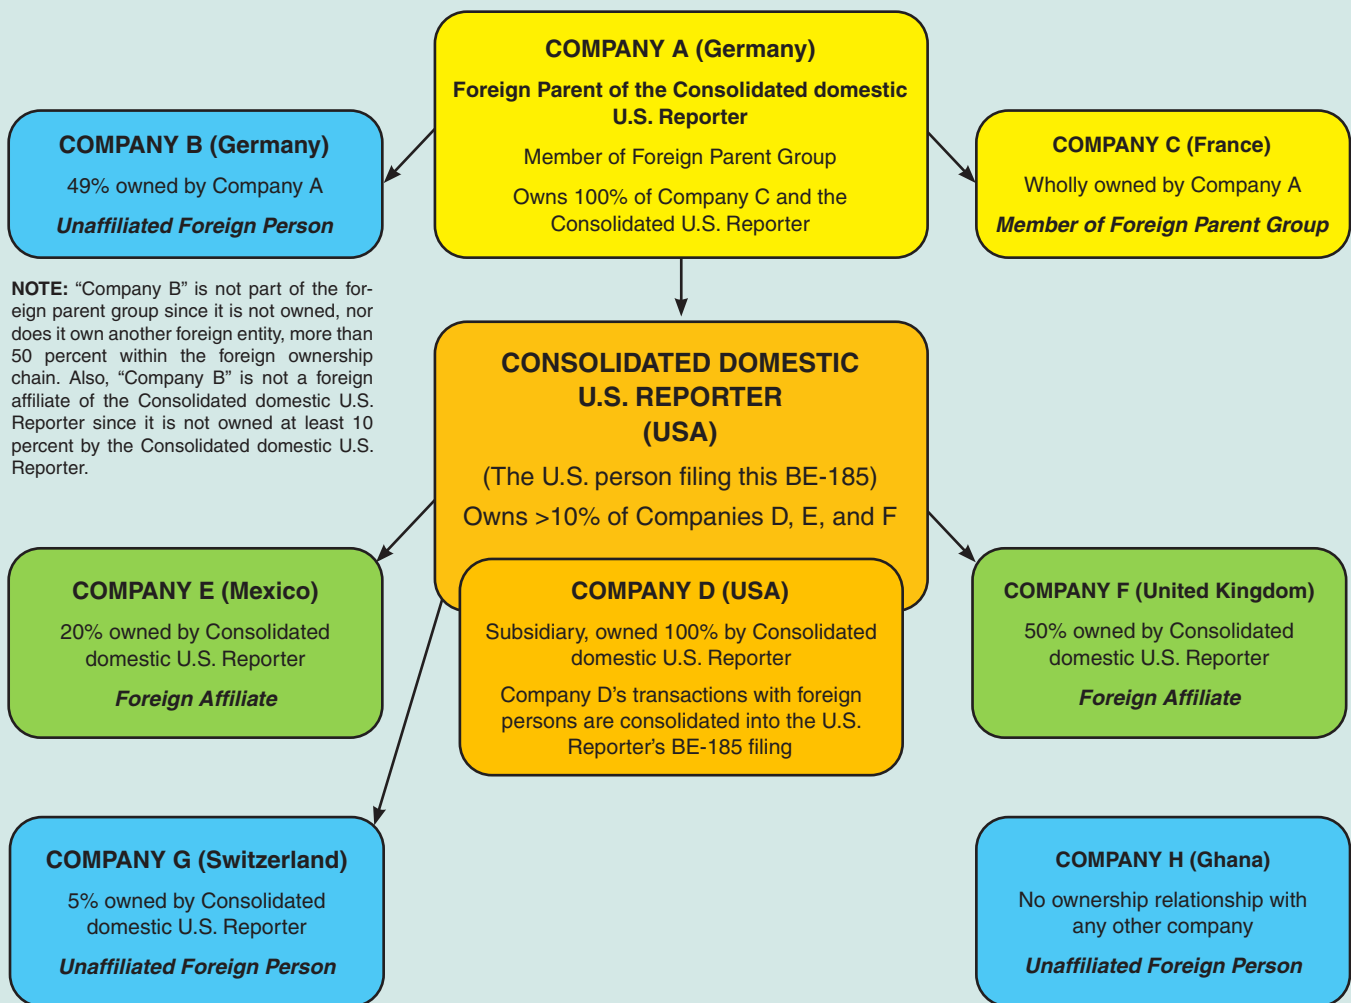 COMPANY A (Germany)
Foreign Parent of the Consolidated domestic
U.S. Reporter
Member of Foreign Parent Group
Owns 100% of Company C and the
Consolidated U.S. Reporter
COMPANY B (Germany)
49% owned by Company A
Unaffiliated Foreign Person
COMPANY C (France)
Wholly owned by Company A
Member of Foreign Parent Group
NOTE: “Company B” is not part of the for-
eign parent group since it is not owned, nor
does it own another foreign entity, more than
50 percent within the foreign ownership
chain. Also, “Company B” is not a foreign
affiliate of the Consolidated domestic U.S.
Reporter since it is not owned at least 10
percent by the Consolidated domestic U.S.
Reporter.
CONSOLIDATED DOMESTIC
U.S. REPORTER
(USA)
(The U.S. person filing this BE-185)
Owns >10% of Companies D, E, and F
COMPANY E (Mexico)
20% owned by Consolidated
domestic U.S. Reporter
Foreign Affiliate
COMPANY D (USA)
Subsidiary, owned 100% by Consolidated
domestic U.S. Reporter
Company D’s transactions with foreign
persons are consolidated into the U.S.
Reporter’s BE-185 filing
COMPANY F (United Kingdom)
50% owned by Consolidated
domestic U.S. Reporter
Foreign Affiliate
COMPANY G (Switzerland)
5% owned by Consolidated
domestic U.S. Reporter
Unaffiliated Foreign Person
COMPANY H (Ghana)
No ownership relationship with
any other company
Unaffiliated Foreign Person